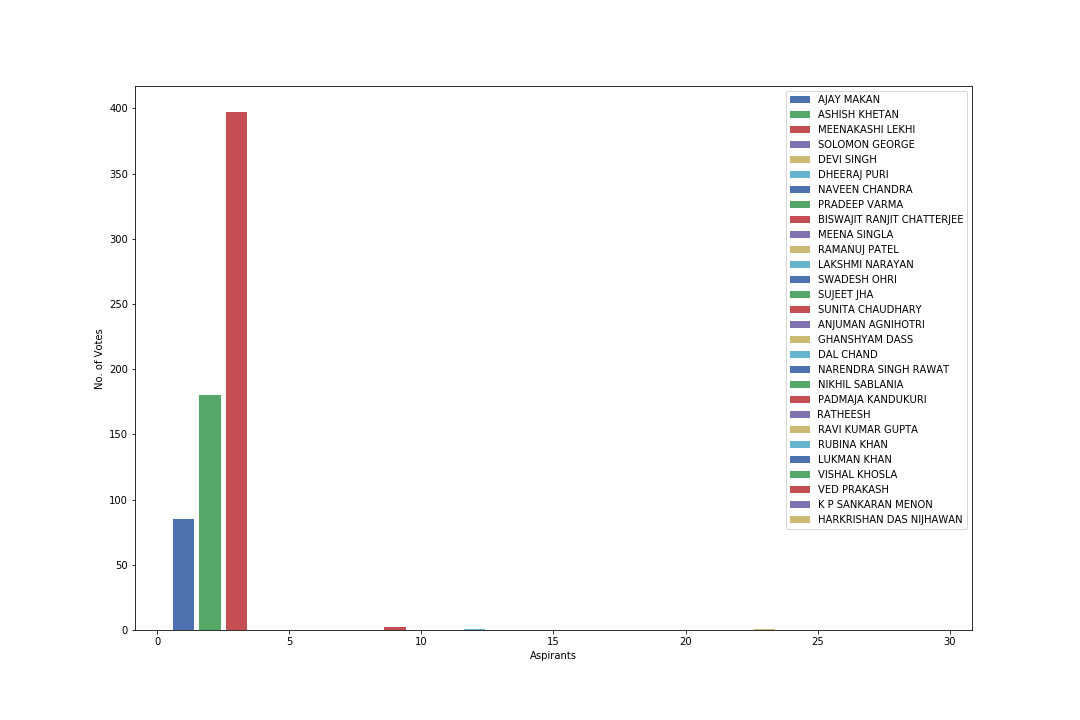 400
350
300
250
200
150
100
50
0
No. of Votes
0 5 10 15 20 25 30
Aspirants
AJAY MAKAN
ASHISH KHETAN
MEENAKASHI LEKHI
SOLOMON GEORGE
DEVI SINGH
DHEERAJ PURI
NAVEEN CHANDRA
PRADEEP VARMA
BISWAJIT RANJIT CHATTERJEE
MEENA SINGLA
RAMANUJ PATEL
LAKSHMI NARAYAN
SWADESH OHRI
SUJEET JHA
SUNITA CHAUDHARY
ANJUMAN AGNIHOTRI
GHANSHYAM DASS
DAL CHAND
NARENDRA SINGH RAWAT
NIKHIL SABLANIA
PADMAJA KANDUKURI
RATHEESH
RAVI KUMAR GUPTA
RUBINA KHAN
LUKMAN KHAN
VISHAL KHOSLA
VED PRAKASH
K P SANKARAN MENON
HARKRISHAN DAS NIJHAWAN